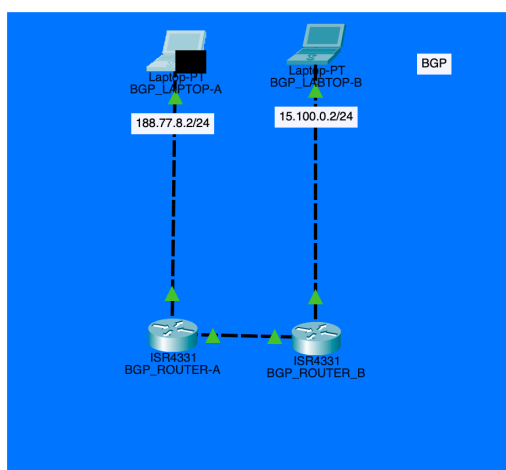 Laptop-PT
BGP_LAPTOP-A
Laptop-PT
BGP_LABTOP-B
BGP
188.77.8.2/24
15.100.0.2/24
ISR4331
BGP_ROUTER-A
ISR4331
BGP_ROUTER_B